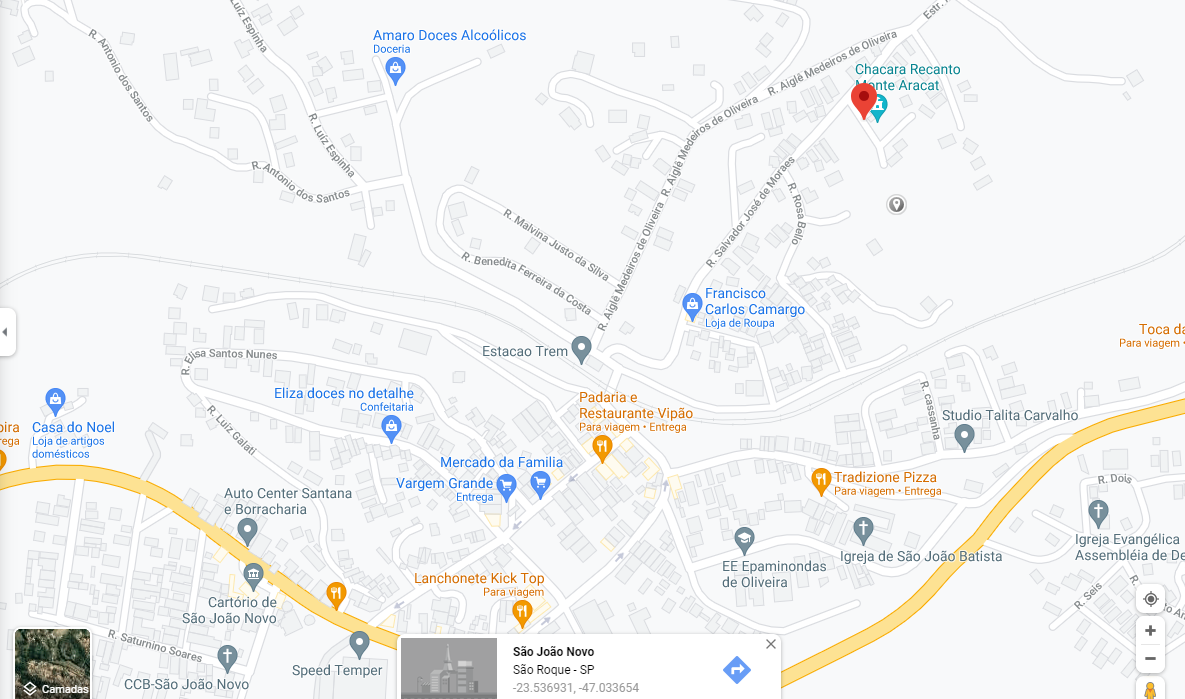 Estr.
Amaro Doces Alcoólicos
Doceria
R. Antonio dos Santos
Luiz Espinha
R. Aiglê Medeiros de Oliveira
Chacara Recanto
Monte Aracat
R. Luiz Espinha
R. Aiglê Medeiros de Oliveira
R. Antonio dos Santos
R. Salvador José de Moraes
R. Rosa Bello
R. Malvina Justo da Silva
R. Benedita Ferreira da Costa
R. Aiglê Medeiros de Oliveira
Francisco
Carlos Camargo
Loja de Roupa
Toca da
Para viagem •
Estacao Trem
R. Elisa Santos Nunes
R. Luiz Galati
Eliza doces no detalhe
Confeitaria
Padaria e
Restaurante Vipão
Para viagem • Entrega
R. cassanha
Studio Talita Carvalho
Casa do Noel
Loja de artigos
domésticos
oira
rega
Mercado da Familia
Vargem Grande
Entrega
Tradizione Pizza
Para viagem • Entrega
R. Dois
Auto Center Santana
e Borracharia
Igreja Evangélica
Assembléia de De
Igreja de São João Batista
EE Epaminondas
de Oliveira
Lanchonete Kick Top
Para viagem
Cartório de
São João Novo
R. Seis
R.
R. Saturnino Soares
Speed Temper
CCB-São João Novo
Camadas
São João Novo
São Roque - SP
-23.536931, -47.033654